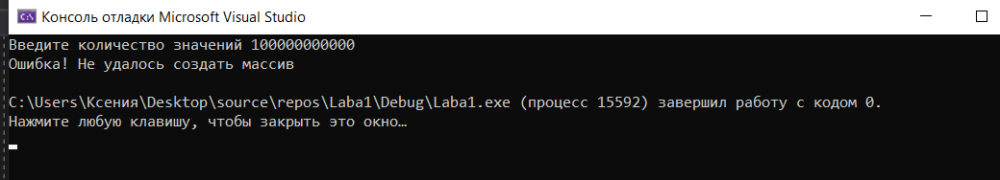 Консоль отладки Microsoft Visual Studio
Введите количество значений 100000000000
Ошибка! Не удалось создать массив
C:\Users\Ксения\Desktop\source\repos\Laba1\Debug\Laba1.exe (процесс 15592) завершил работу с кодом 0.
Нажмите любую клавишу, чтобы закрыть это окно…